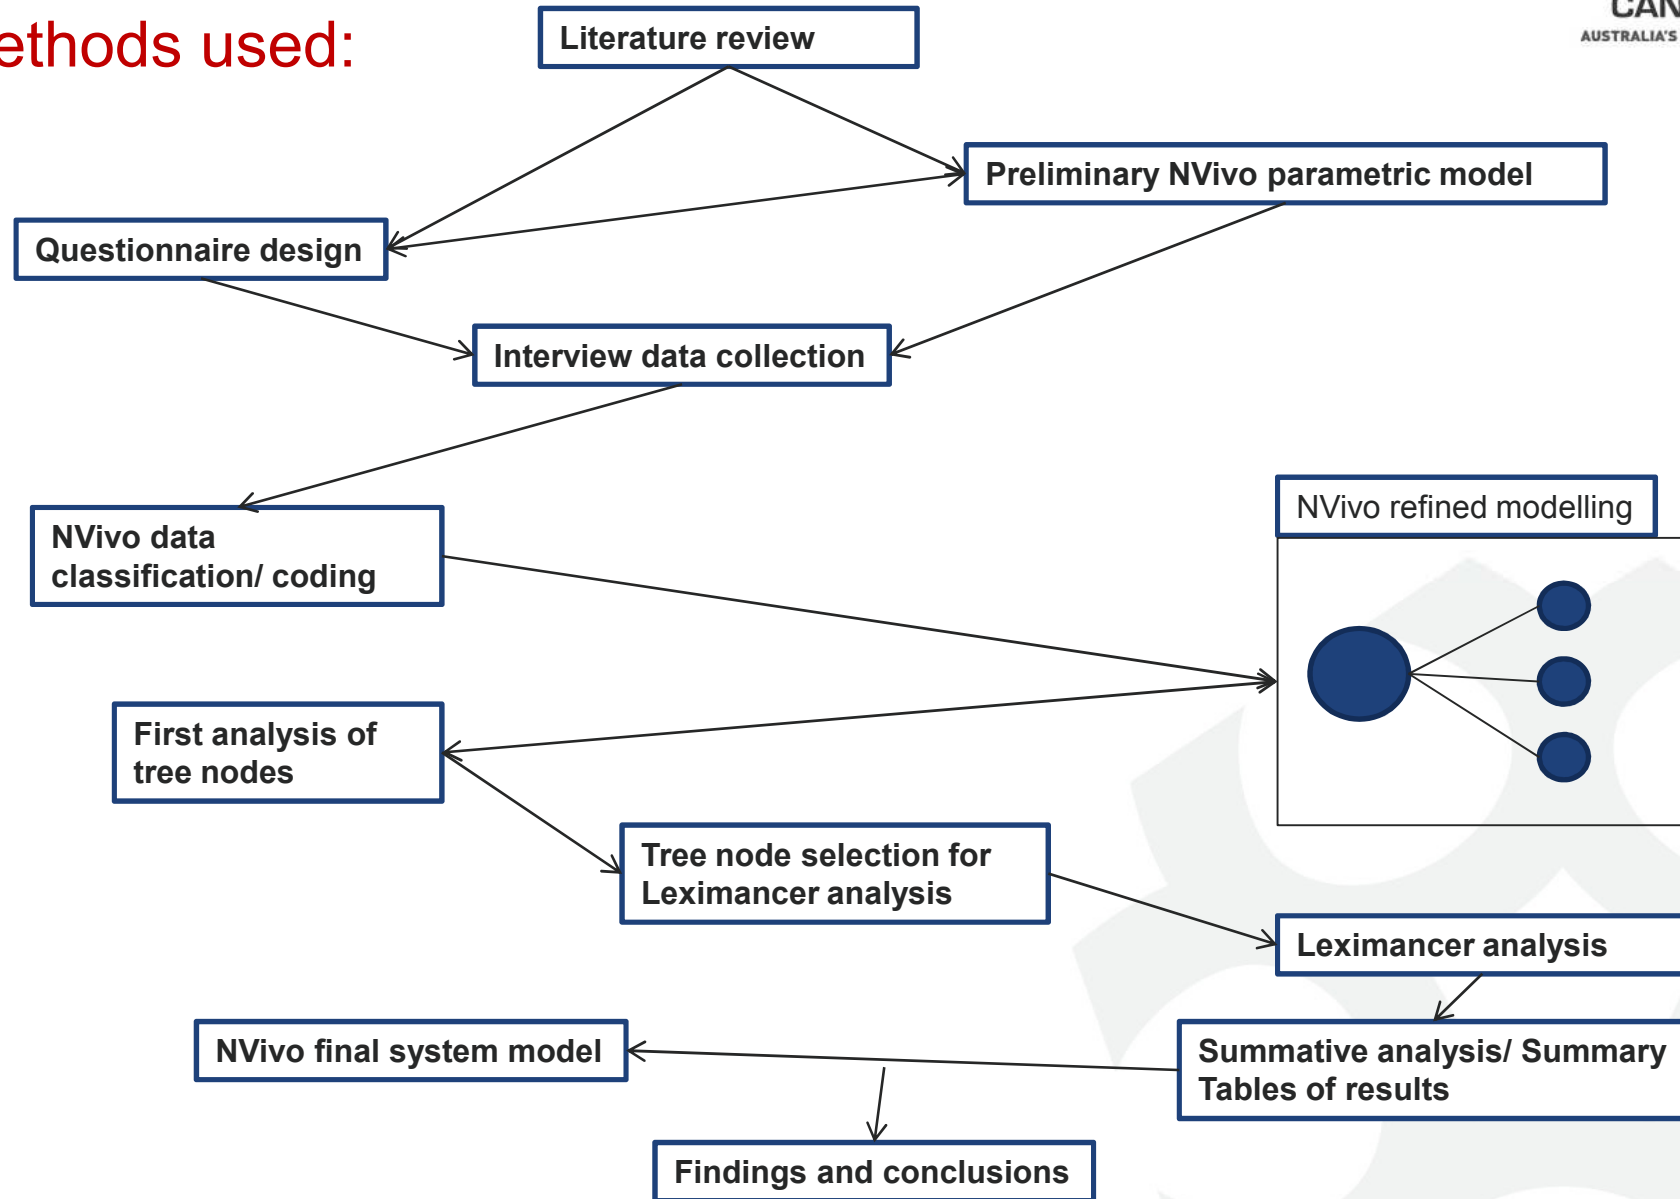 ethods used:
CAN
AUSTRALIA'S
Literature review
Preliminary NVivo parametric model
Questionnaire design
Interview data collection
NVivo refined modelling
NVivo data
classification/ coding
First analysis of
tree nodes
Tree node selection for
Leximancer analysis
Leximancer analysis
NVivo final system model
Summative analysis/ Summary
Tables of results
Findings and conclusions